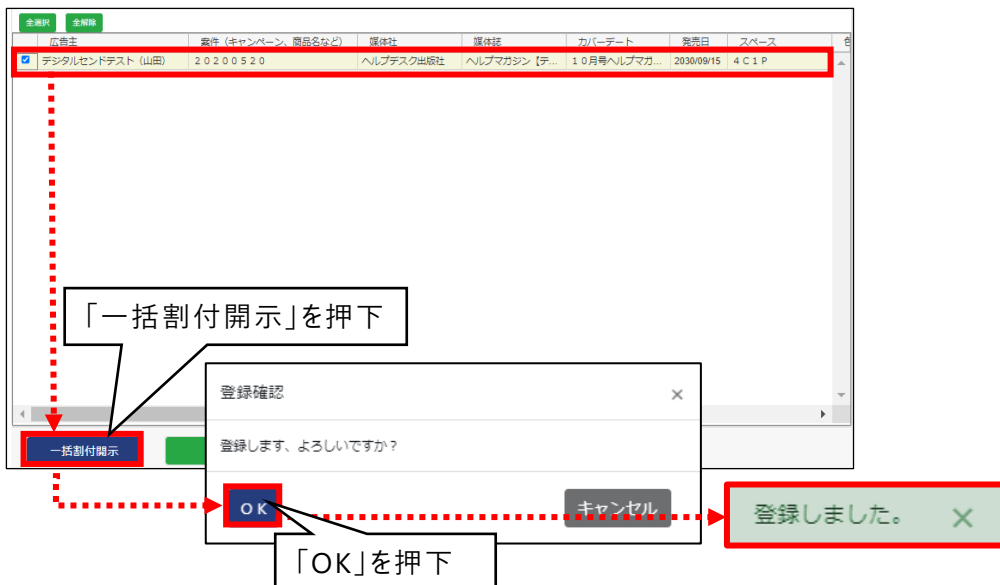 全選択 全解除
広告主 案件（キャンペーン、商品名など） 媒体社 媒体誌 カバーデート 発売日 スペース 色
デジタルセンドテスト（山田） ２０２００５２０ ヘルプデスク出版社 ヘルプマガジン【テ... １０月号ヘルプマガ... 2030/09/15 ４Ｃ１Ｐ
「一括割付開示」を押下
登録確認 ×
登録します、よろしいですか？
一括割付開示
ＯＫ キャンセル
登録しました。 ×
「OK」を押下